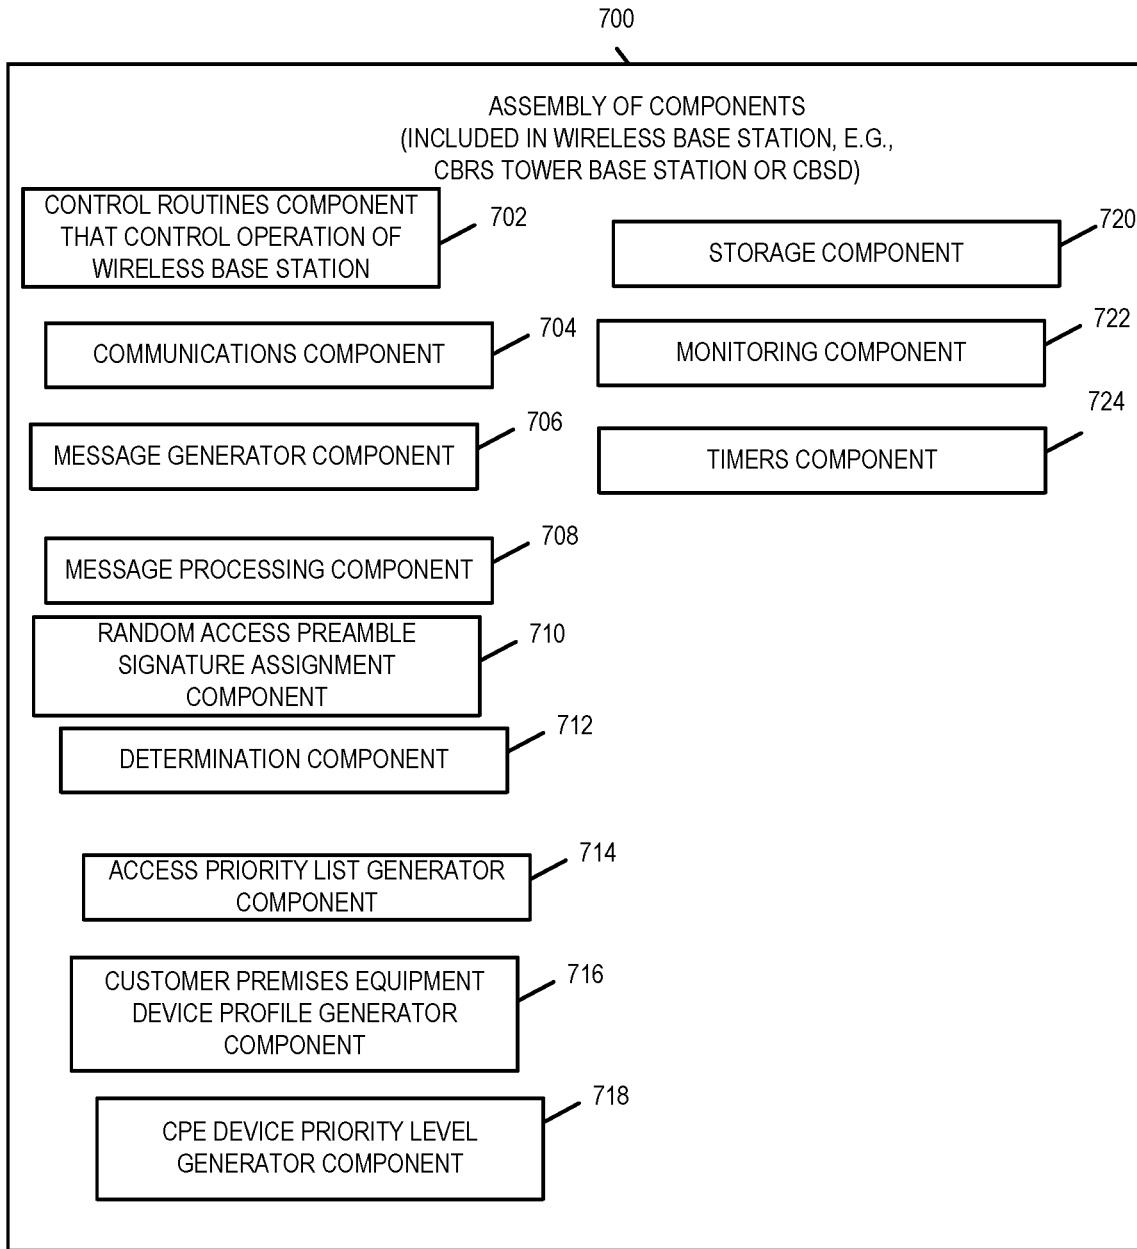 700
ASSEMBLY OF COMPONENTS
(INCLUDED IN WIRELESS BASE STATION, E.G.,
CBRS TOWER BASE STATION OR CBSD)
CONTROL ROUTINES COMPONENT
THAT CONTROL OPERATION OF
WIRELESS BASE STATION
702
COMMUNICATIONS COMPONENT
704
MESSAGE GENERATOR COMPONENT
706
MESSAGE PROCESSING COMPONENT
708
RANDOM ACCESS PREAMBLE
SIGNATURE ASSIGNMENT
COMPONENT
710
DETERMINATION COMPONENT
712
ACCESS PRIORITY LIST GENERATOR
COMPONENT
714
CUSTOMER PREMISES EQUIPMENT
DEVICE PROFILE GENERATOR
COMPONENT
716
CPE DEVICE PRIORITY LEVEL
GENERATOR COMPONENT
718
STORAGE COMPONENT
720
MONITORING COMPONENT
722
TIMERS COMPONENT
724